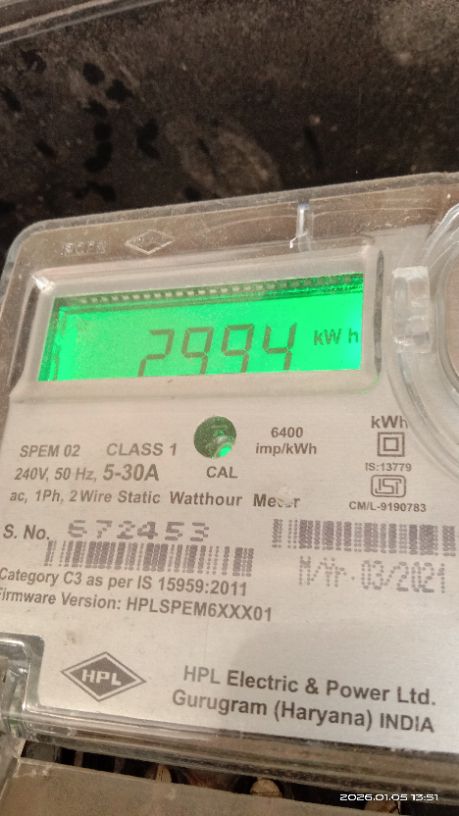 HPL
2994 kWh
SPEM 02 CLASS 1
CAL
6400
imp/kWh
kWh
240V, 50 Hz, 5-30A
IS:13779
ISI
ac, 1Ph, 2 Wire Static Watthour Meter
CM/L-9190783
S. No. 672453
M/Yr-03/2021
Category C3 as per IS 15959:2011
Firmware Version: HPLSPEM6XXX01
HPL
HPL Electric & Power Ltd.
Gurugram (Haryana) INDIA
2026.01.05 13:51